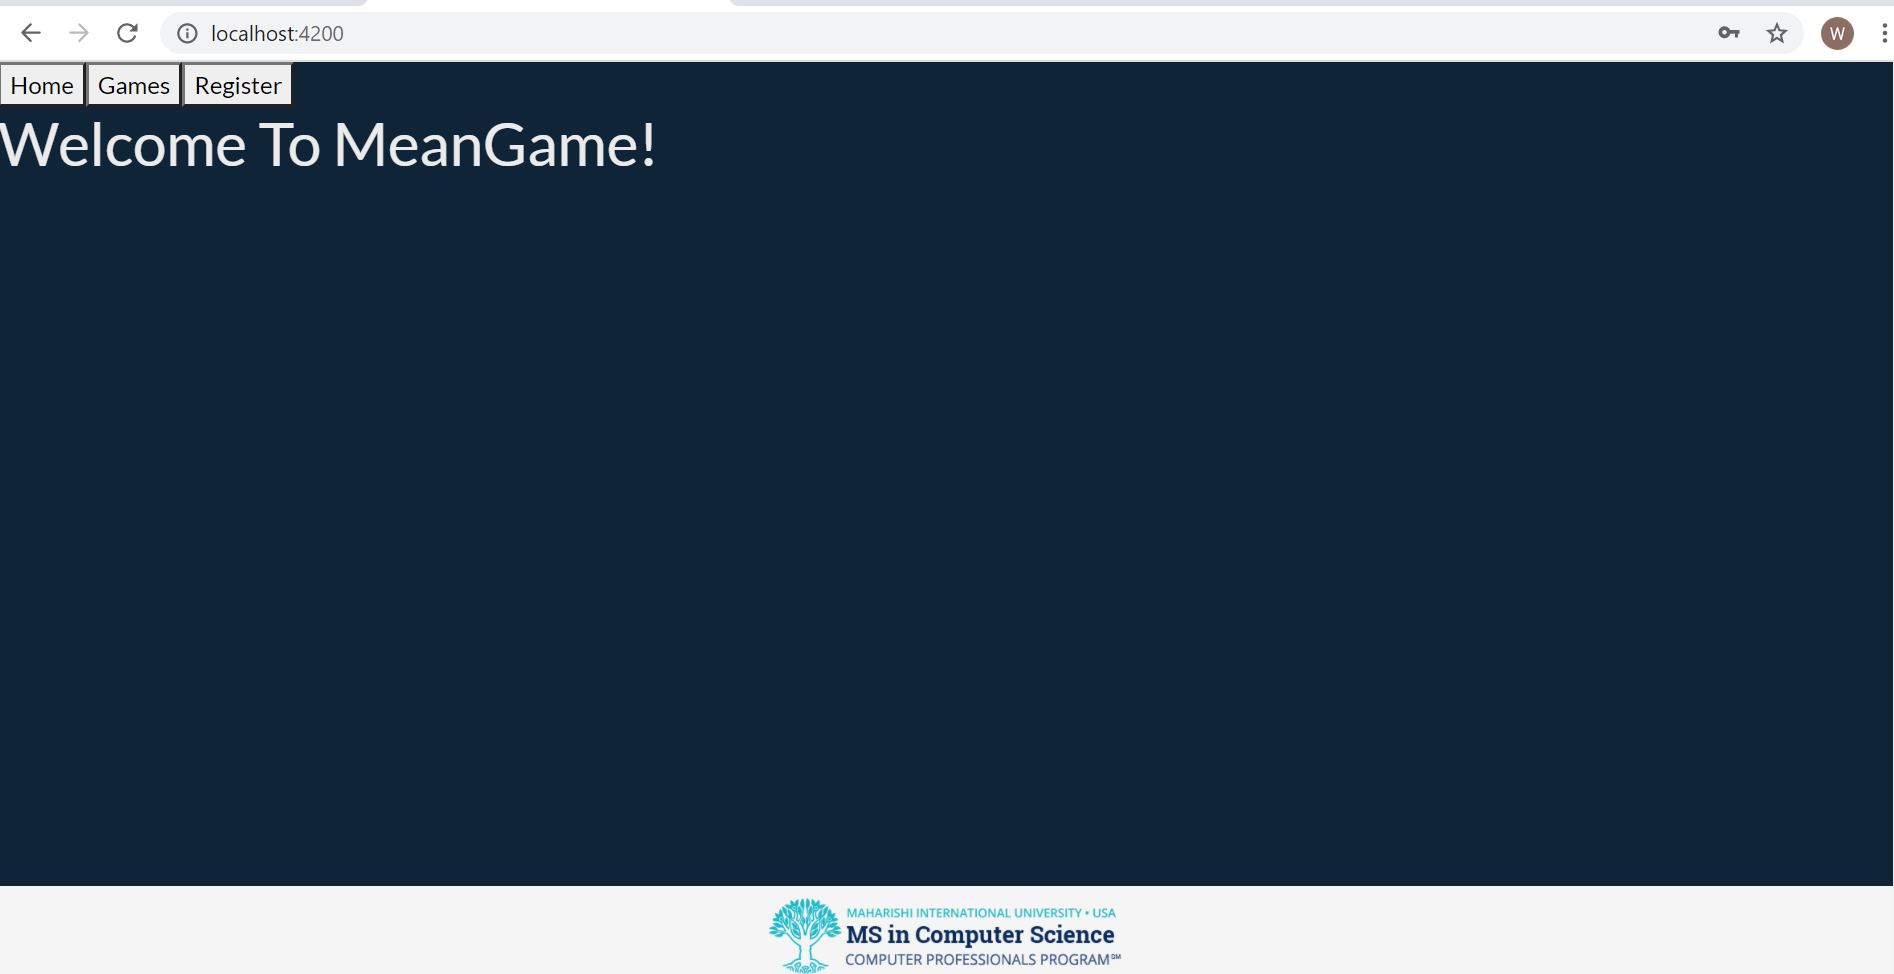 localhost:4200
W
Home Games Register
Welcome To MeanGame!
MAHARISHI INTERNATIONAL UNIVERSITY • USA
MS in Computer Science
COMPUTER PROFESSIONALS PROGRAM℠